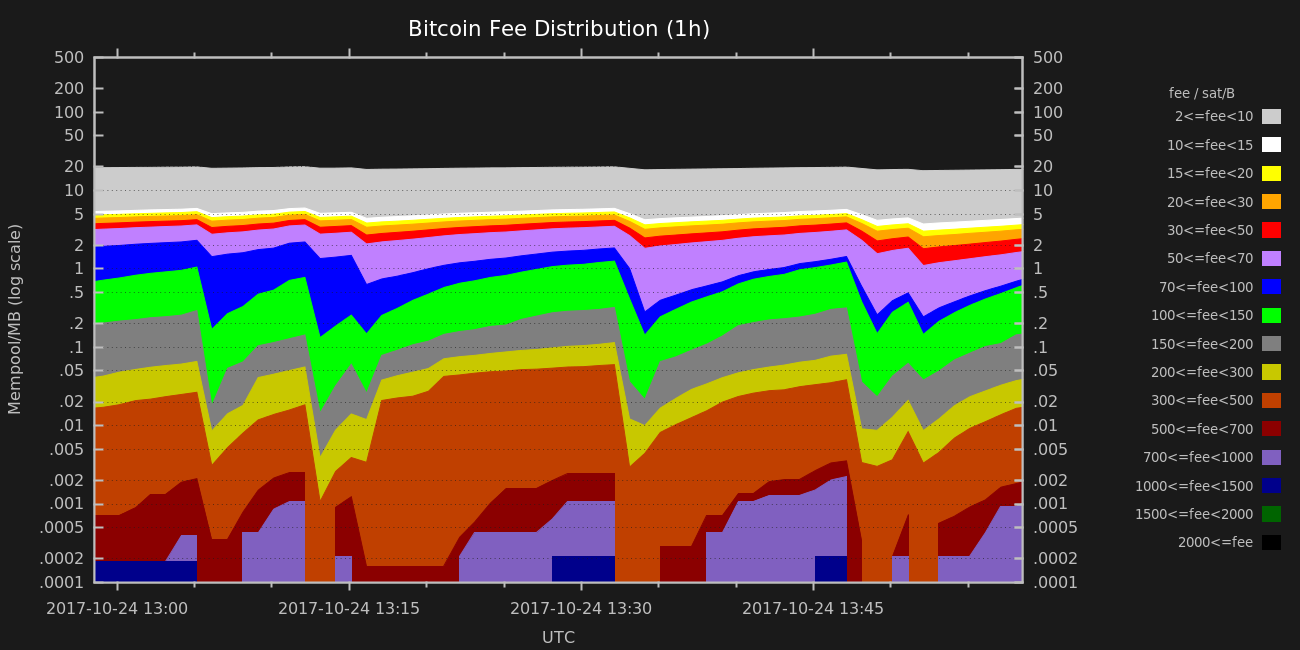 Bitcoin Fee Distribution (1h)
500
200
100
50
20
10
5
2
1
.5
.2
.1
.05
.02
.01
.005
.002
.001
.0005
.0002
.0001
Mempool/MB (log scale)
500
200
100
50
20
10
5
2
1
.5
.2
.1
.05
.02
.01
.005
.002
.001
.0005
.0002
.0001
2017-10-24 13:00
2017-10-24 13:15
2017-10-24 13:30
2017-10-24 13:45
UTC
fee / sat/B
2<=fee<10
10<=fee<15
15<=fee<20
20<=fee<30
30<=fee<50
50<=fee<70
70<=fee<100
100<=fee<150
150<=fee<200
200<=fee<300
300<=fee<500
500<=fee<700
700<=fee<1000
1000<=fee<1500
1500<=fee<2000
2000<=fee